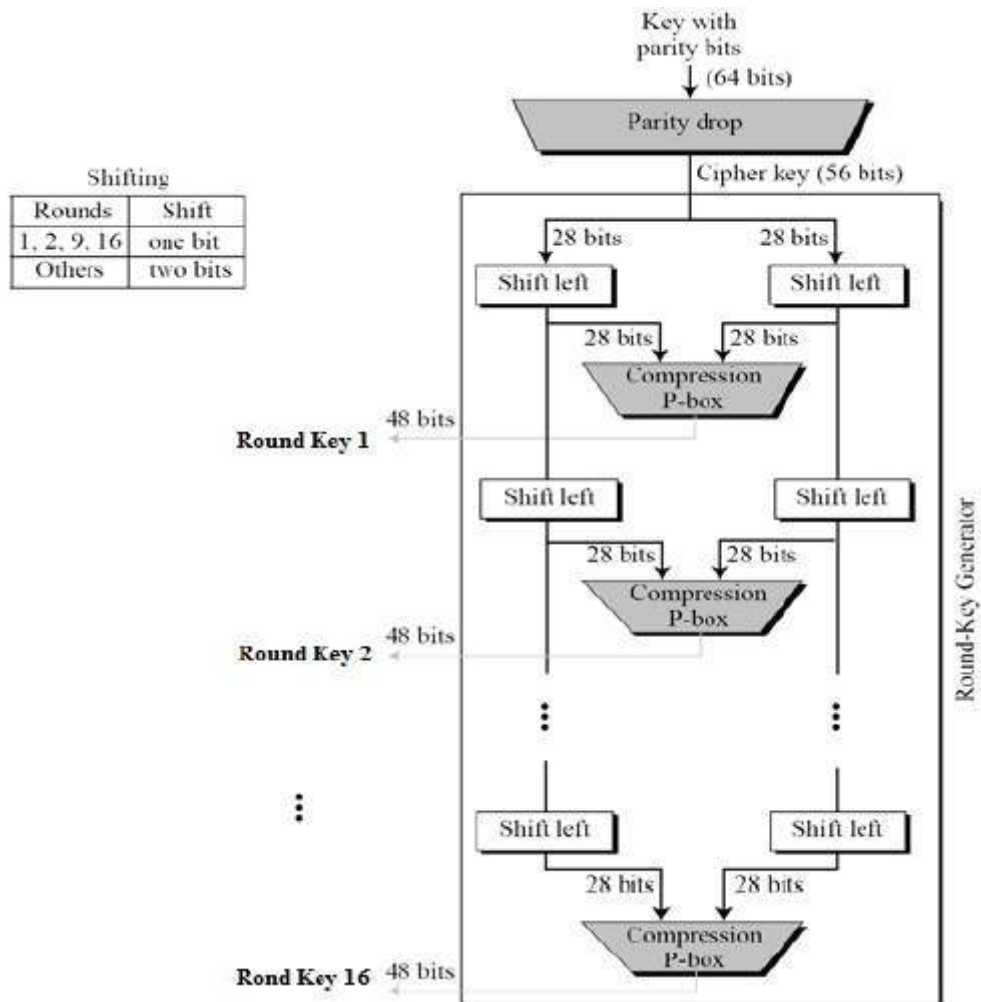 Key with
parity bits
(64 bits)
Parity drop
Cipher key (56 bits)
Shifting
Rounds Shift
1, 2, 9, 16 one bit
Others two bits
28 bits 28 bits
Shift left Shift left
28 bits 28 bits
Compression
P-box
48 bits
Round Key 1
Shift left Shift left
28 bits 28 bits
Compression
P-box
48 bits
Round Key 2
Round-Key Generator
Shift left Shift left
28 bits 28 bits
Compression
P-box
Rond Key 16 48 bits